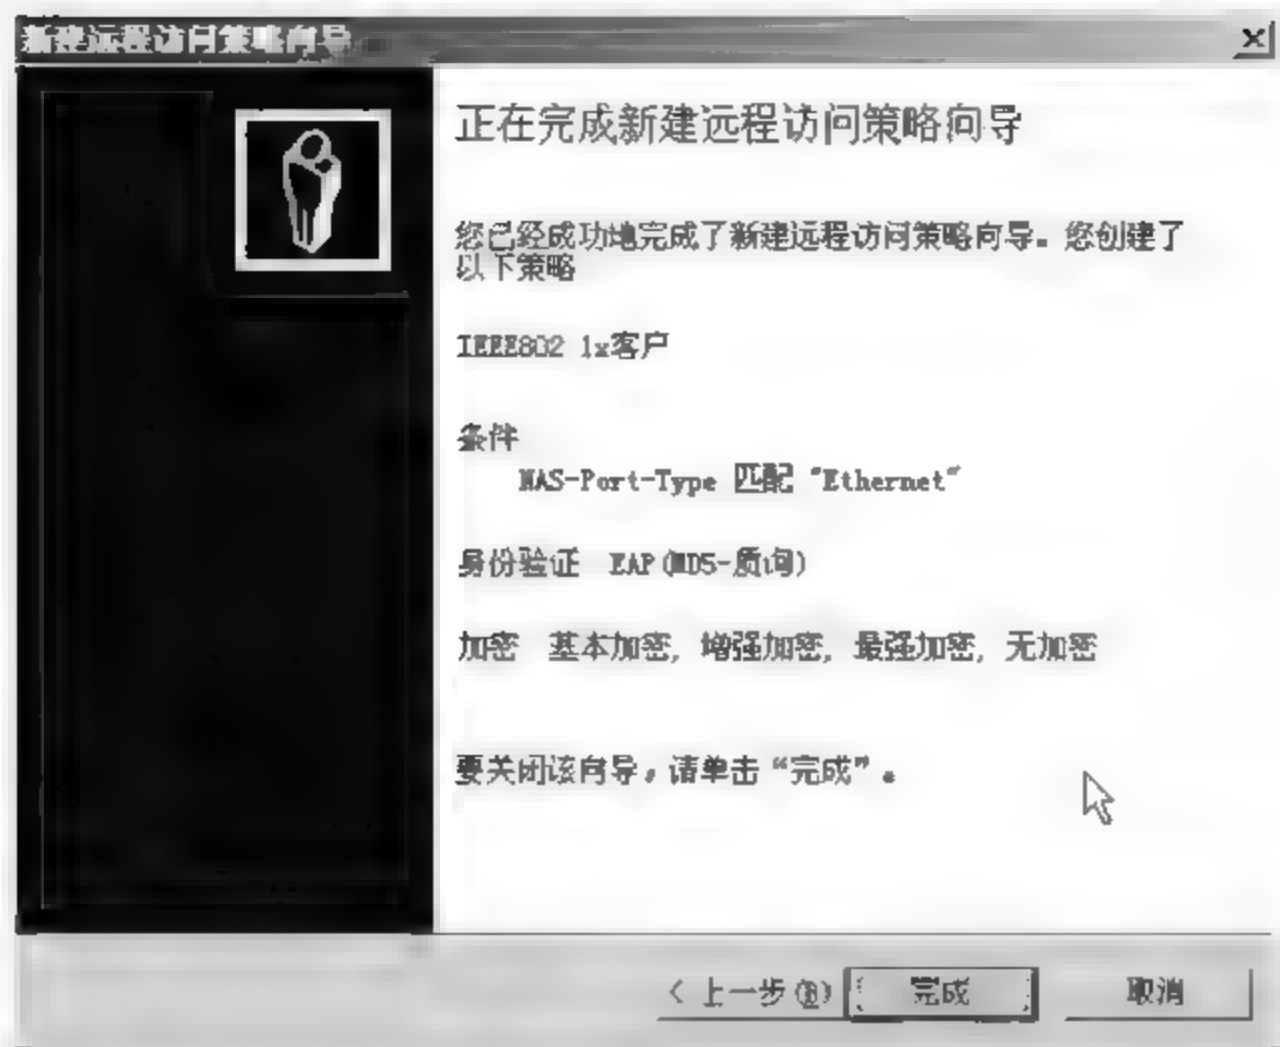 新建远程访问策略向导
正在完成新建远程访问策略向导
您已经成功地完成了新建远程访问策略向导。您创建了
以下策略
IEEE802 1x客户
条件
NAS-Port-Type 匹配 "Ethernet"
身份验证 EAP(MD5-质询)
加密 基本加密, 增强加密, 最强加密, 无加密
要关闭该向导，请单击“完成”。
< 上一步(B)
完成
取消